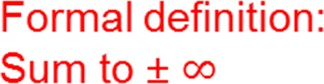 Formal definition:
Sum to ± ∞